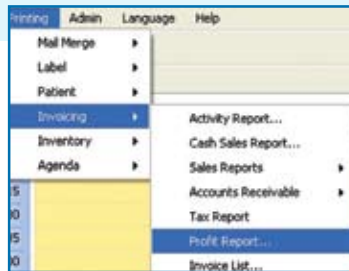 Printing Admin Language Help
Mail Merge
Label
Patient
Invoicing
Inventory
Agenda
Activity Report...
Cash Sales Report...
Sales Reports
Accounts Receivable
Tax Report
Profit Report...
Invoice List...